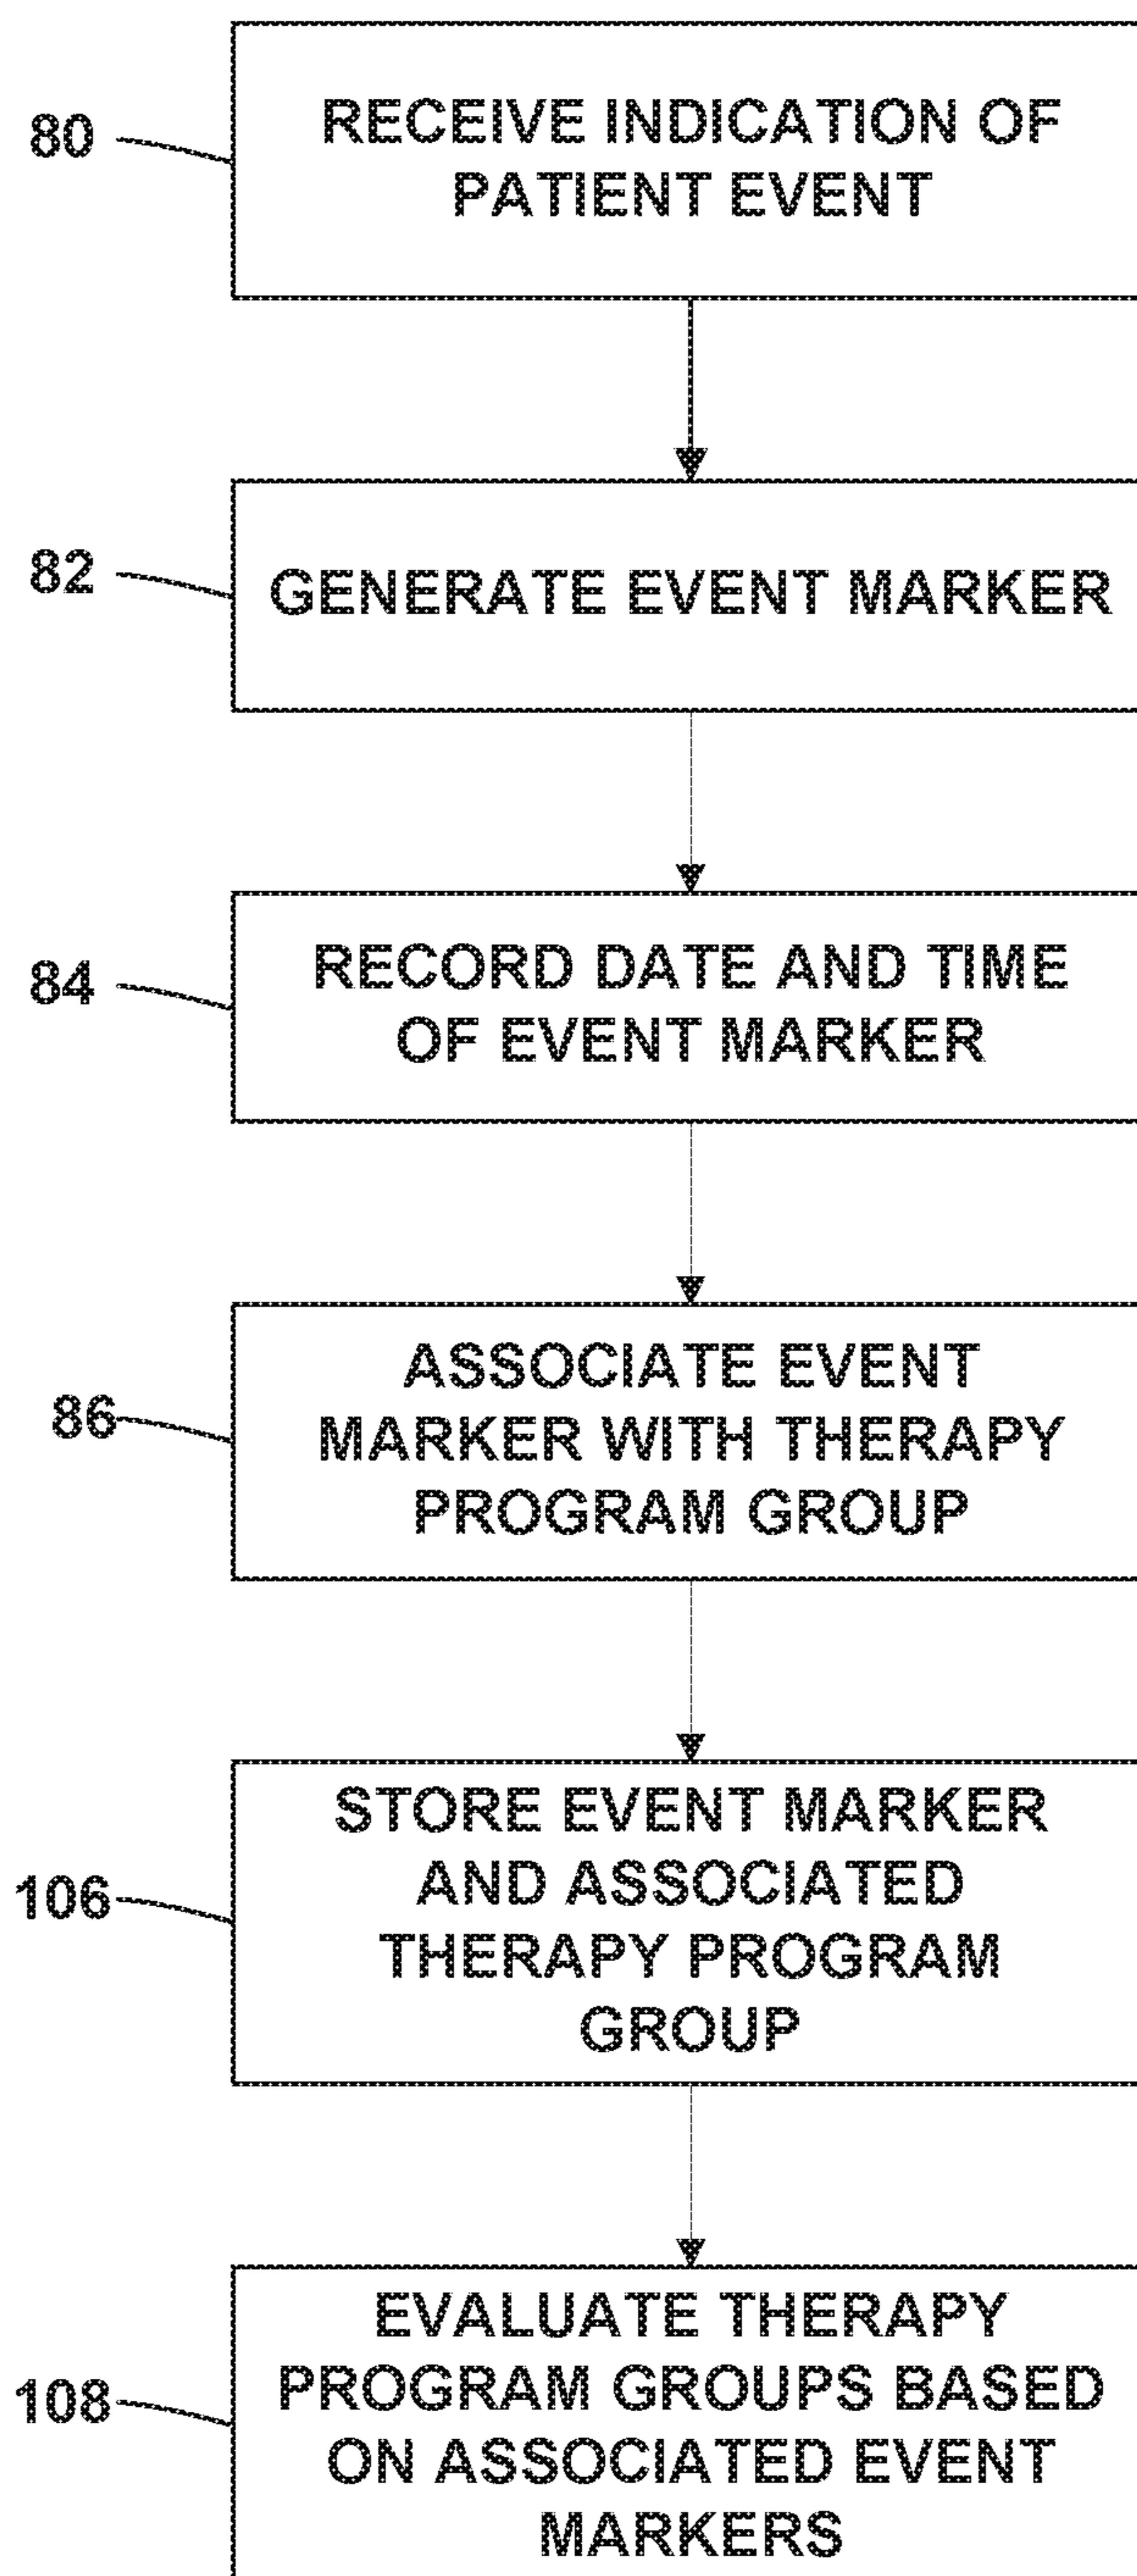 80
RECEIVE INDICATION OF
PATIENT EVENT
82
GENERATE EVENT MARKER
84
RECORD DATE AND TIME
OF EVENT MARKER
86
ASSOCIATE EVENT
MARKER WITH THERAPY
PROGRAM GROUP
106
STORE EVENT MARKER
AND ASSOCIATED
THERAPY PROGRAM
GROUP
108
EVALUATE THERAPY
PROGRAM GROUPS BASED
ON ASSOCIATED EVENT
MARKERS